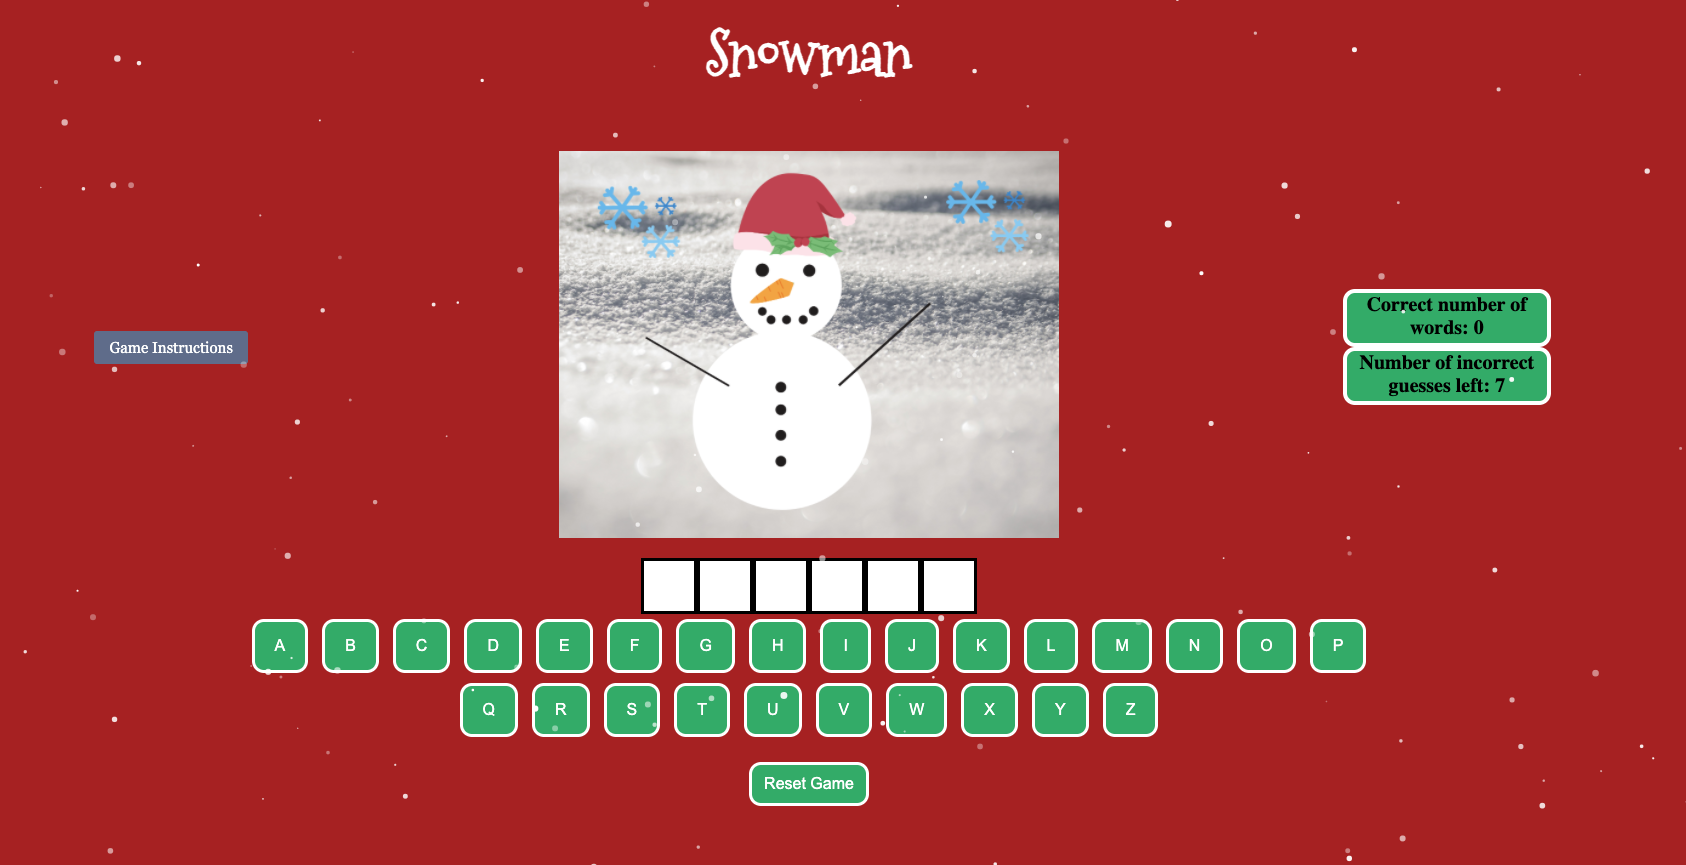 Snowman
Game Instructions
Correct number of
words: 0
Number of incorrect
guesses left: 7
A B C D E F G H I J K L M N O P
Q R S T U V W X Y Z
Reset Game